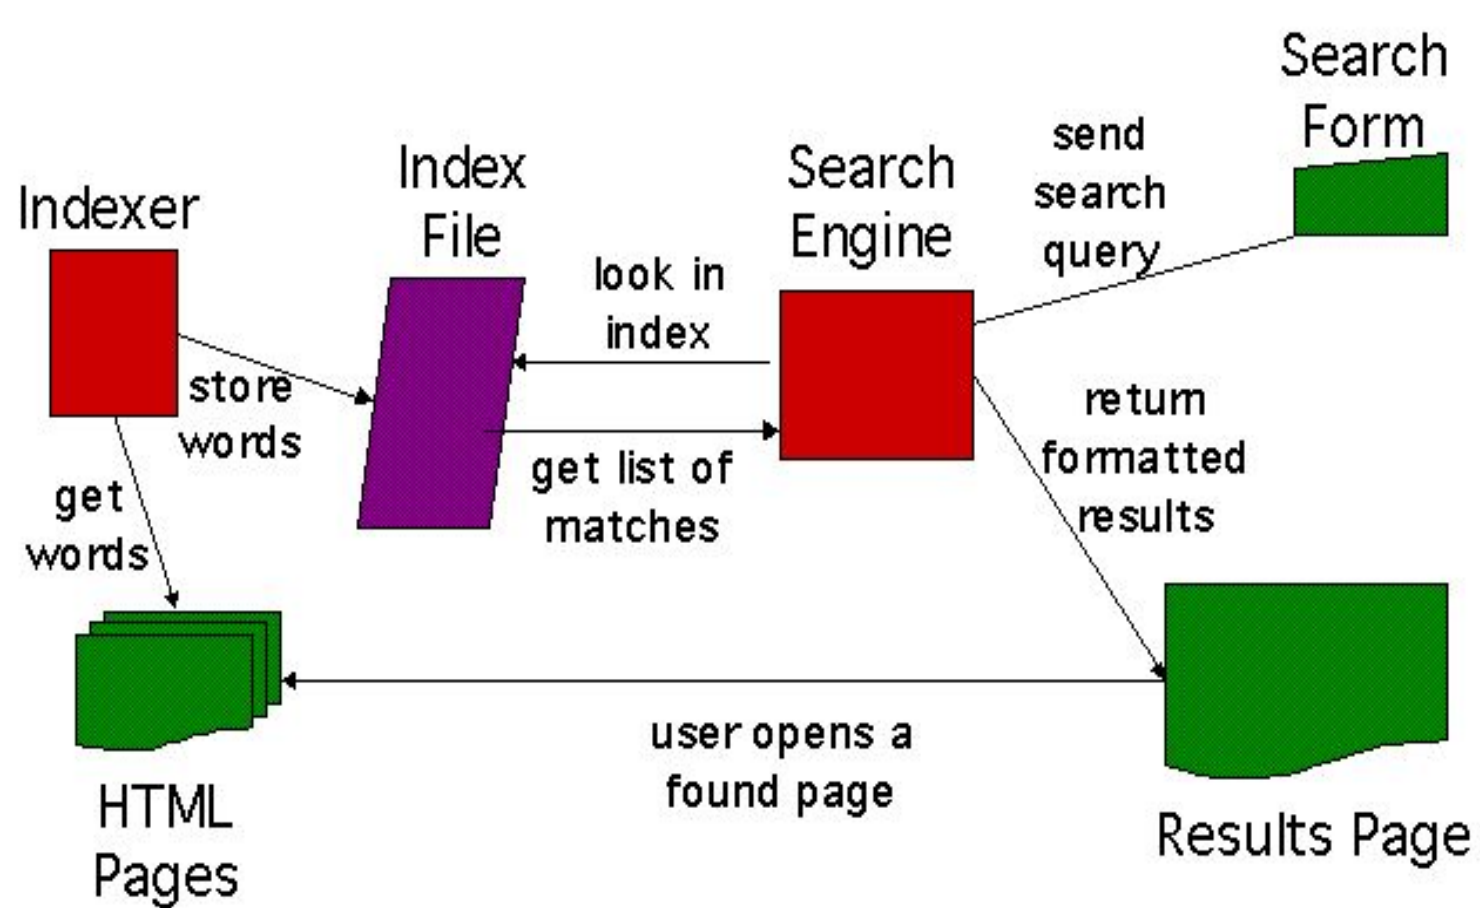 Indexer
Index
File
Search
Engine
Search
Form
send
search
query
look in
index
store
words
get list of
matches
return
formatted
results
get
words
user opens a
found page
HTML
Pages
Results Page